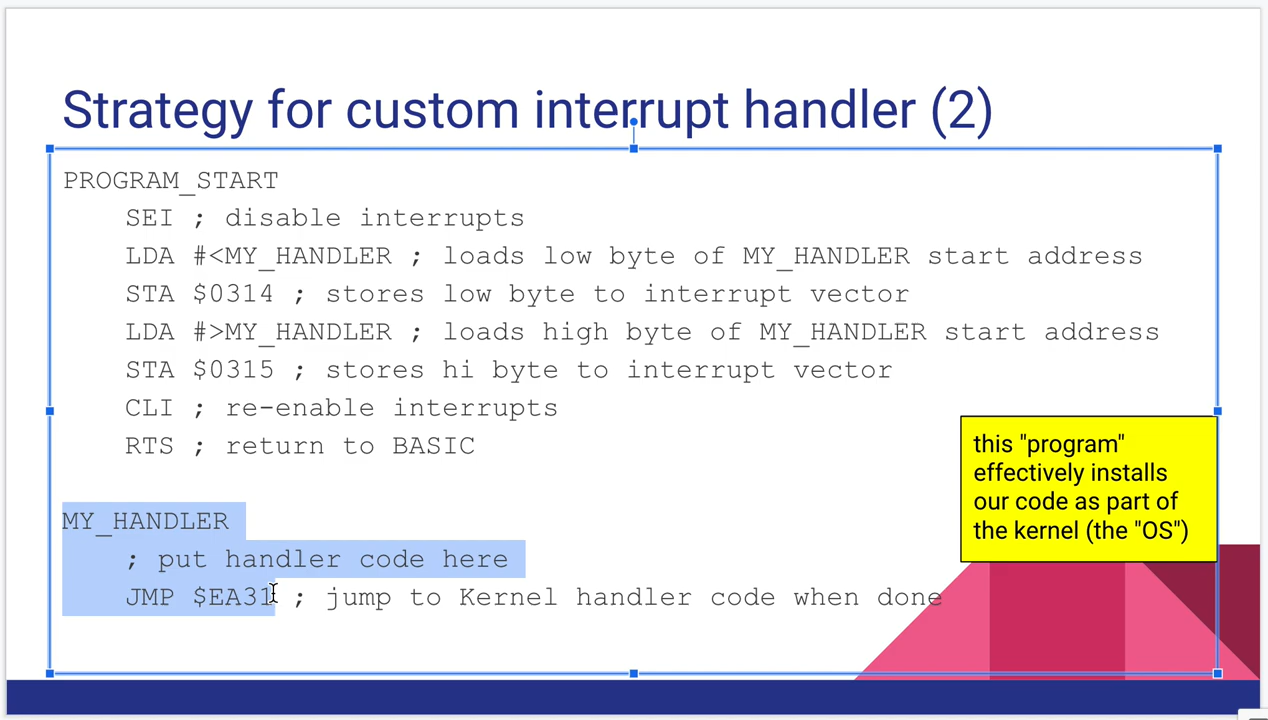 Strategy for custom interrupt handler (2)
PROGRAM_START
SEI ; disable interrupts
LDA #<MY_HANDLER ; loads low byte of MY_HANDLER start address
STA $0314 ; stores low byte to interrupt vector
LDA #>MY_HANDLER ; loads high byte of MY_HANDLER start address
STA $0315 ; stores hi byte to interrupt vector
CLI ; re-enable interrupts
RTS ; return to BASIC
MY_HANDLER
; put handler code here
JMP $EA31 ; jump to Kernel handler code when done
this "program"
effectively installs
our code as part of
the kernel (the "OS")